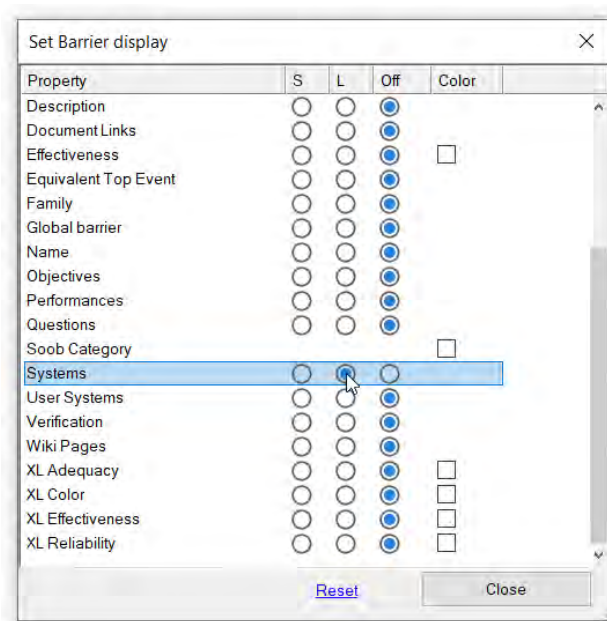 Set Barrier display
Property S L Off Color
Description
Document Links
Effectiveness
Equivalent Top Event
Family
Global barrier
Name
Objectives
Performances
Questions
Soob Category
Systems
User Systems
Verification
Wiki Pages
XL Adequacy
XL Color
XL Effectiveness
XL Reliability
Reset Close